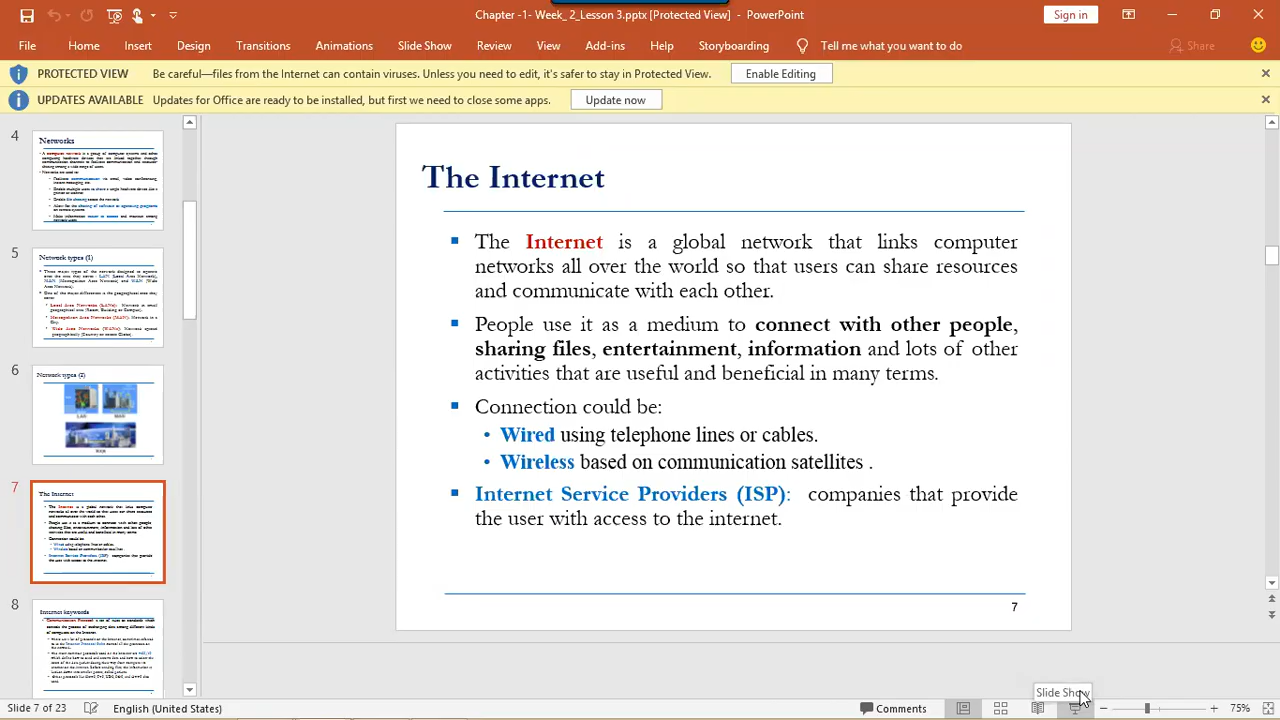 Chapter -1- Week_2_Lesson 3.pptx [Protected View] - PowerPoint
Sign in
File Home Insert Design Transitions Animations Slide Show Review View Add-ins Help Storyboarding Tell me what you want to do Share
PROTECTED VIEW Be careful—files from the Internet can contain viruses. Unless you need to edit, it's safer to stay in Protected View. Enable Editing
UPDATES AVAILABLE Updates for Office are ready to be installed, but first we need to close some apps. Update now
4
Networks
5
Network types (1)
6
Network types (2)
LAN MAN
WAN
7
The Internet
8
Internet keywords
The Internet
The Internet is a global network that links computer
networks all over the world so that users can share resources
and communicate with each other.
People use it as a medium to connect with other people,
sharing files, entertainment, information and lots of other
activities that are useful and beneficial in many terms.
Connection could be:
• Wired using telephone lines or cables.
• Wireless based on communication satellites .
Internet Service Providers (ISP): companies that provide
the user with access to the internet.
7
Slide Show
Slide 7 of 23 English (United States) Comments 75%